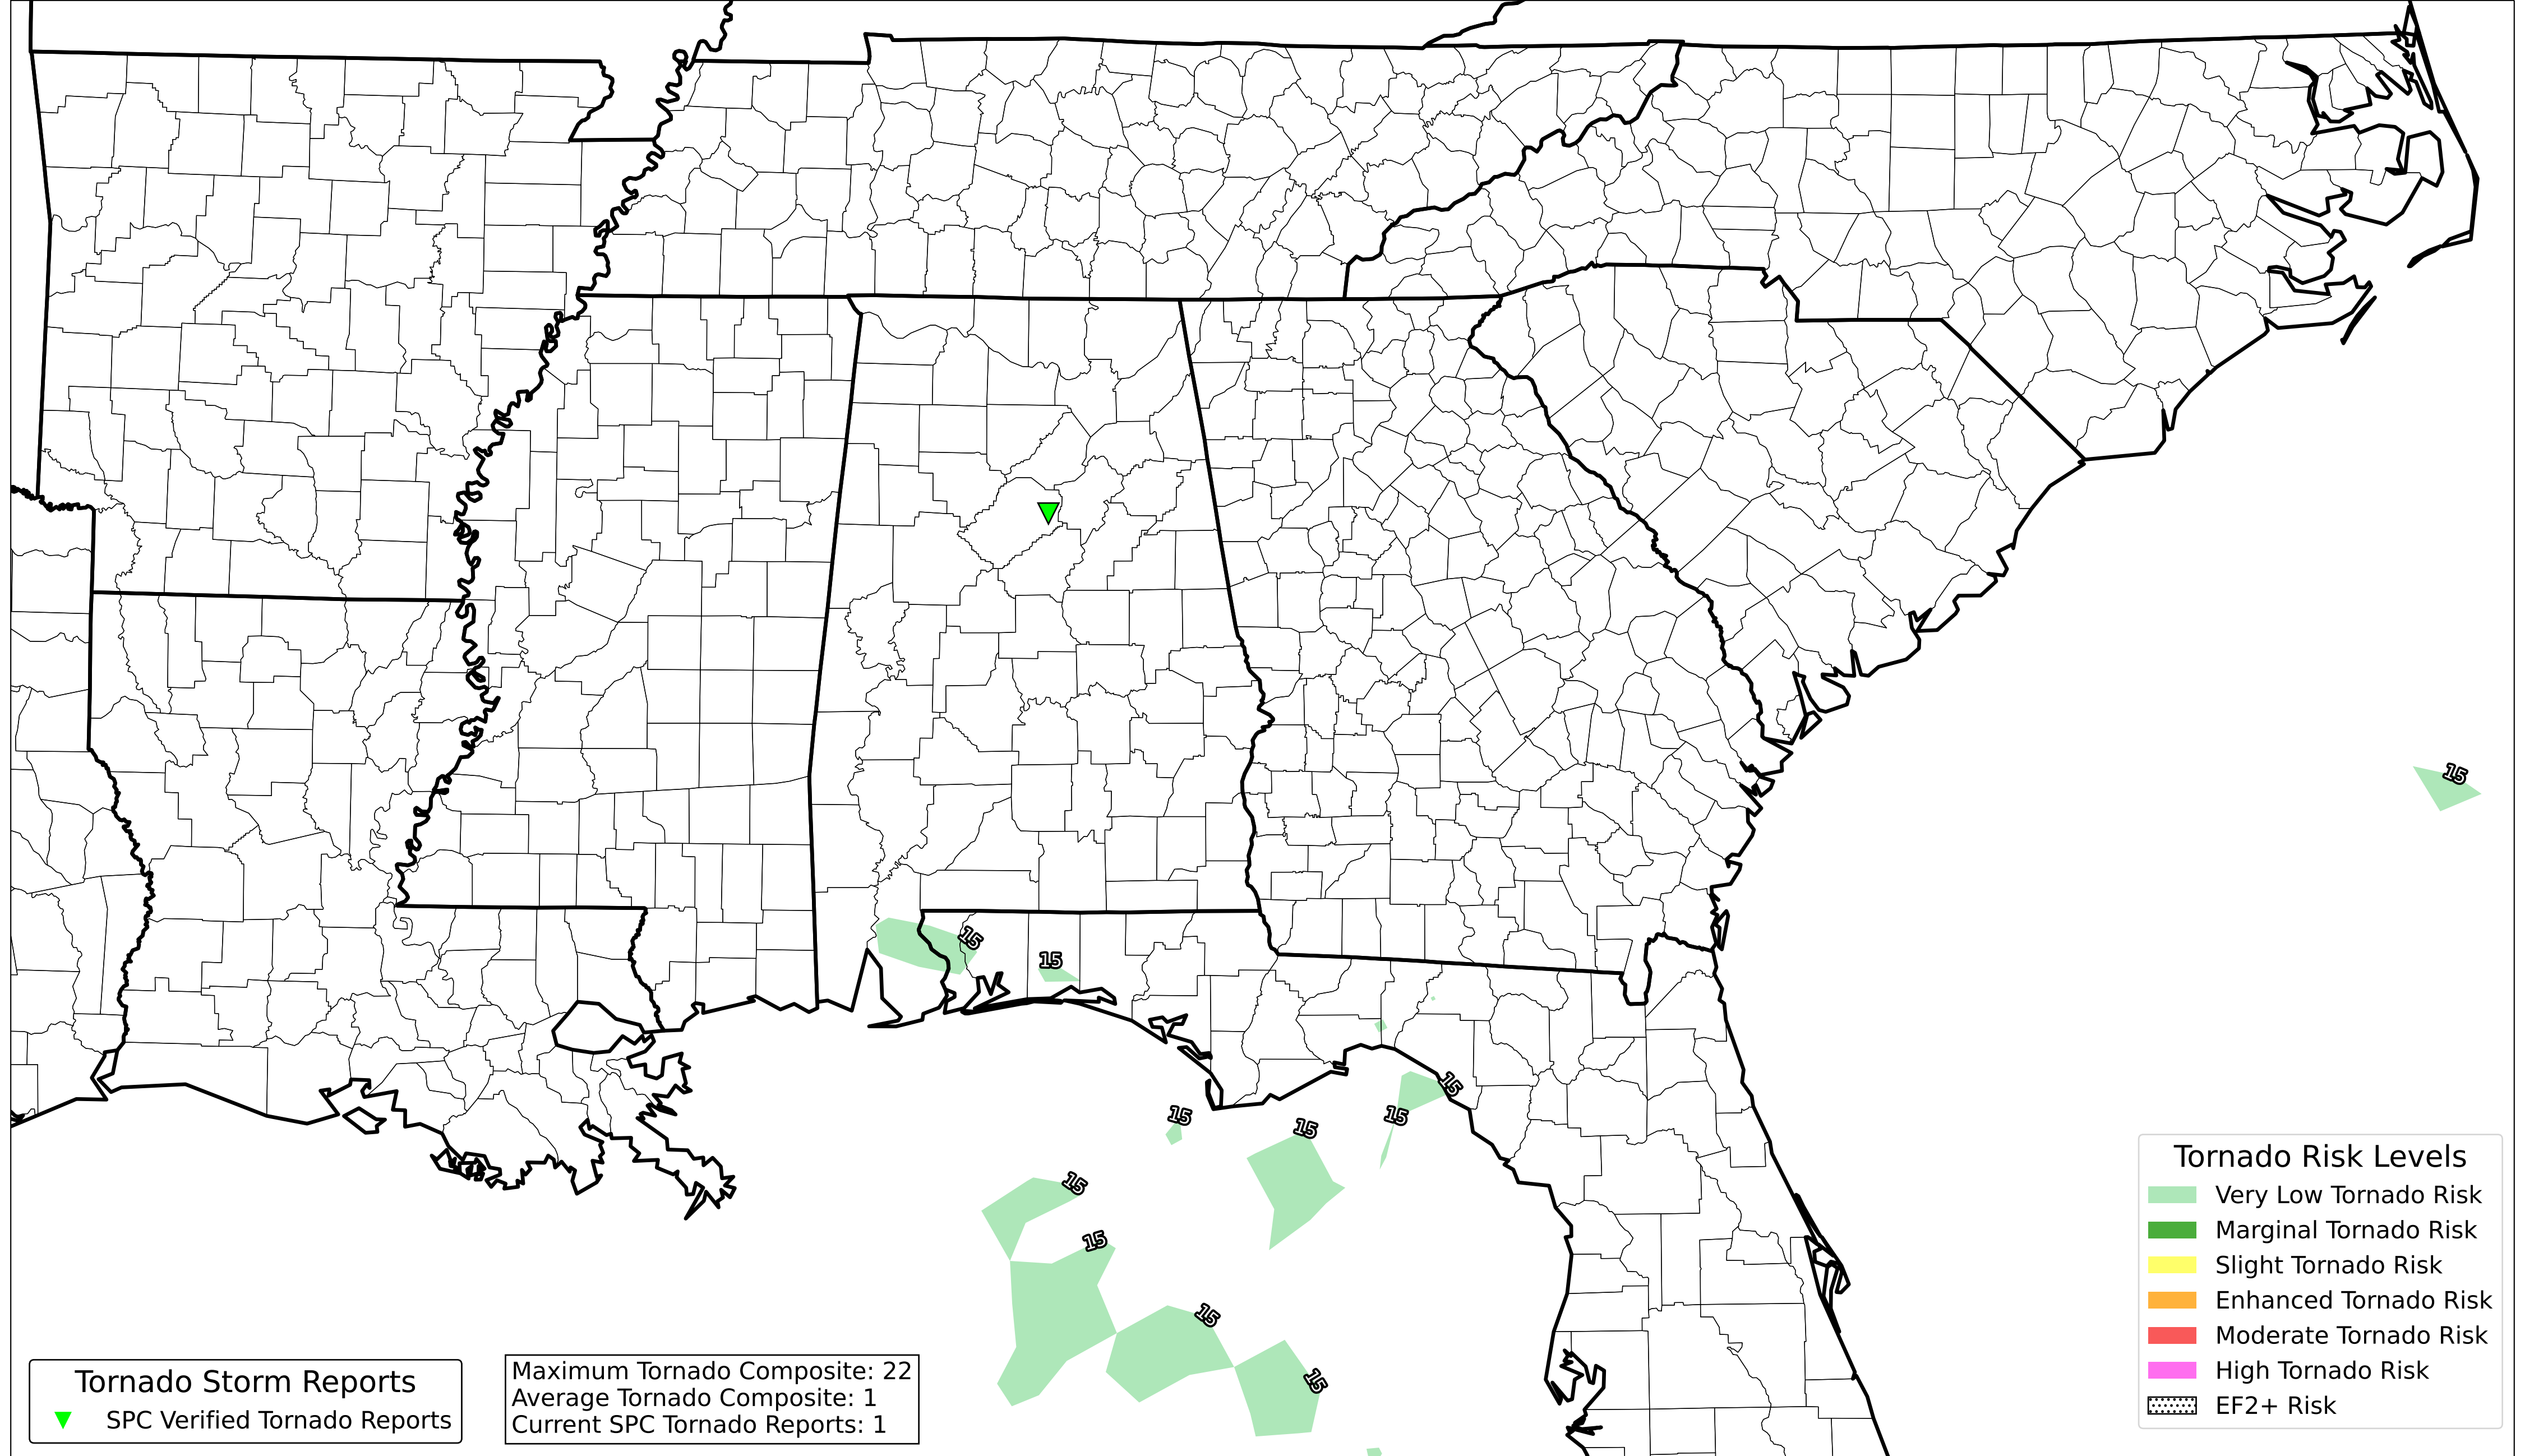 15
15
15
15
15
15
15
15
15
15
15
Tornado Risk Levels
Very Low Tornado Risk
Marginal Tornado Risk
Slight Tornado Risk
Enhanced Tornado Risk
Moderate Tornado Risk
High Tornado Risk
EF2+ Risk
Tornado Storm Reports
SPC Verified Tornado Reports
Maximum Tornado Composite: 22
Average Tornado Composite: 1
Current SPC Tornado Reports: 1